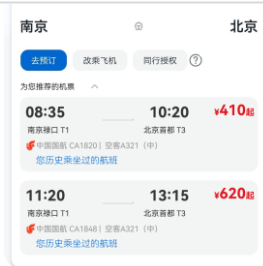 南京 北京
去预订 改乘飞机 同行授权 ?
为您推荐的机票
08:35 10:20 ¥410起
南京禄口 T1 北京首都 T3
中国国航 CA1820 | 空客A321（中）
您历史乘坐过的航班
11:20 13:15 ¥620起
南京禄口 T1 北京首都 T3
中国国航 CA1848 | 空客A321（中）
您历史乘坐过的航班